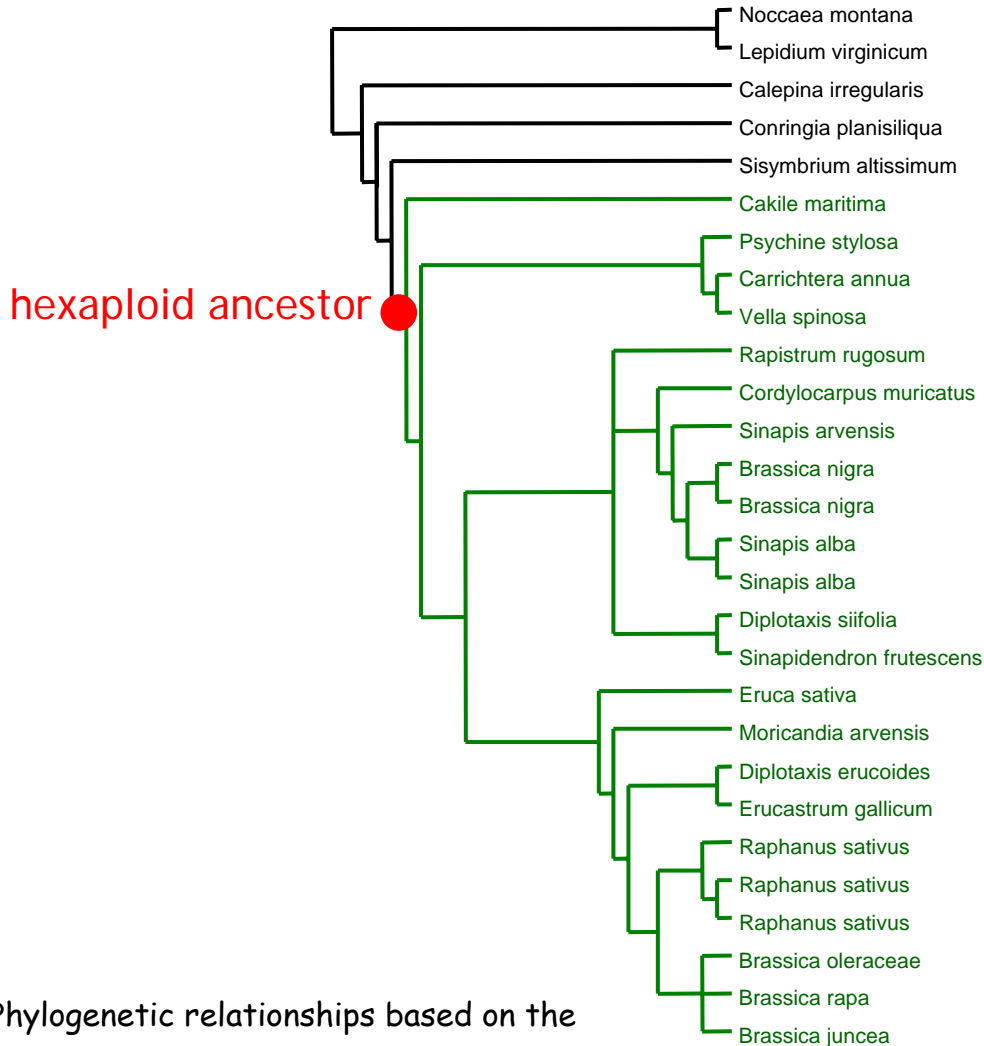 Noccaea montana
Lepidium virginicum
Calepina irregularis
Conringia planisiliqua
Sisymbrium altissimum
Cakile maritima
Psychine stylosa
Carrichtera annua
hexaploid ancestor
Vella spinosa
Rapistrum rugosum
Cordylocarpus muricatus
Sinapis arvensis
Brassica nigra
Brassica nigra
Sinapis alba
Sinapis alba
Diplotaxis siifolia
Sinapidendron frutescens
Eruca sativa
Moricandia arvensis
Diplotaxis erucoides
Erucastrum gallicum
Raphanus sativus
Raphanus sativus
Raphanus sativus
Brassica oleraceae
Brassica rapa
Phylogenetic relationships based on the
Brassica juncea